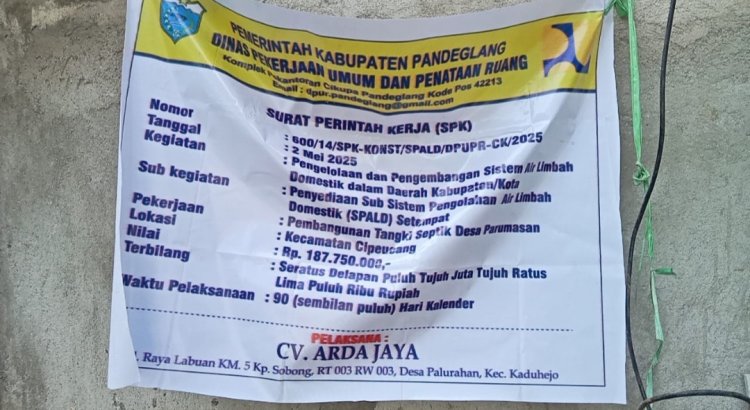 PEMERINTAH KABUPATEN PANDEGLANG
DINAS PEKERJAAN UMUM DAN PENATAAN RUANG
Komplek Pekantoran Cikupa Pandeglang Kode Pos 42213
Email : dpur.pandeglang@gmail.com
SURAT PERINTAH KERJA (SPK)
Nomor : 600/14/SPK-KONST/SPALD/DPUPR-CK/2025
Tanggal : 2 Mei 2025
Kegiatan : Pengelolaan dan Pengembangan Sistem Air Limbah
Domestik dalam Daerah Kabupaten/Kota
Sub kegiatan : Penyediaan Sub Sistem Pengolahan Air Limbah
Domestik (SPALD) Setempat
Pekerjaan : Pembangunan Tangki Septik Desa Parumasan
Lokasi : Kecamatan Cipeucang
Nilai : Rp. 187.750.000,-
Terbilang : Seratus Delapan Puluh Tujuh Juta Tujuh Ratus
Lima Puluh Ribu Rupiah
Waktu Pelaksanaan : 90 (sembilan puluh) Hari Kalender
PELAKSANA :
CV. ARDA JAYA
Raya Labuan KM. 5 Kp. Sobong, RT 003 RW 003, Desa Palurahan, Kec. Kaduhejo